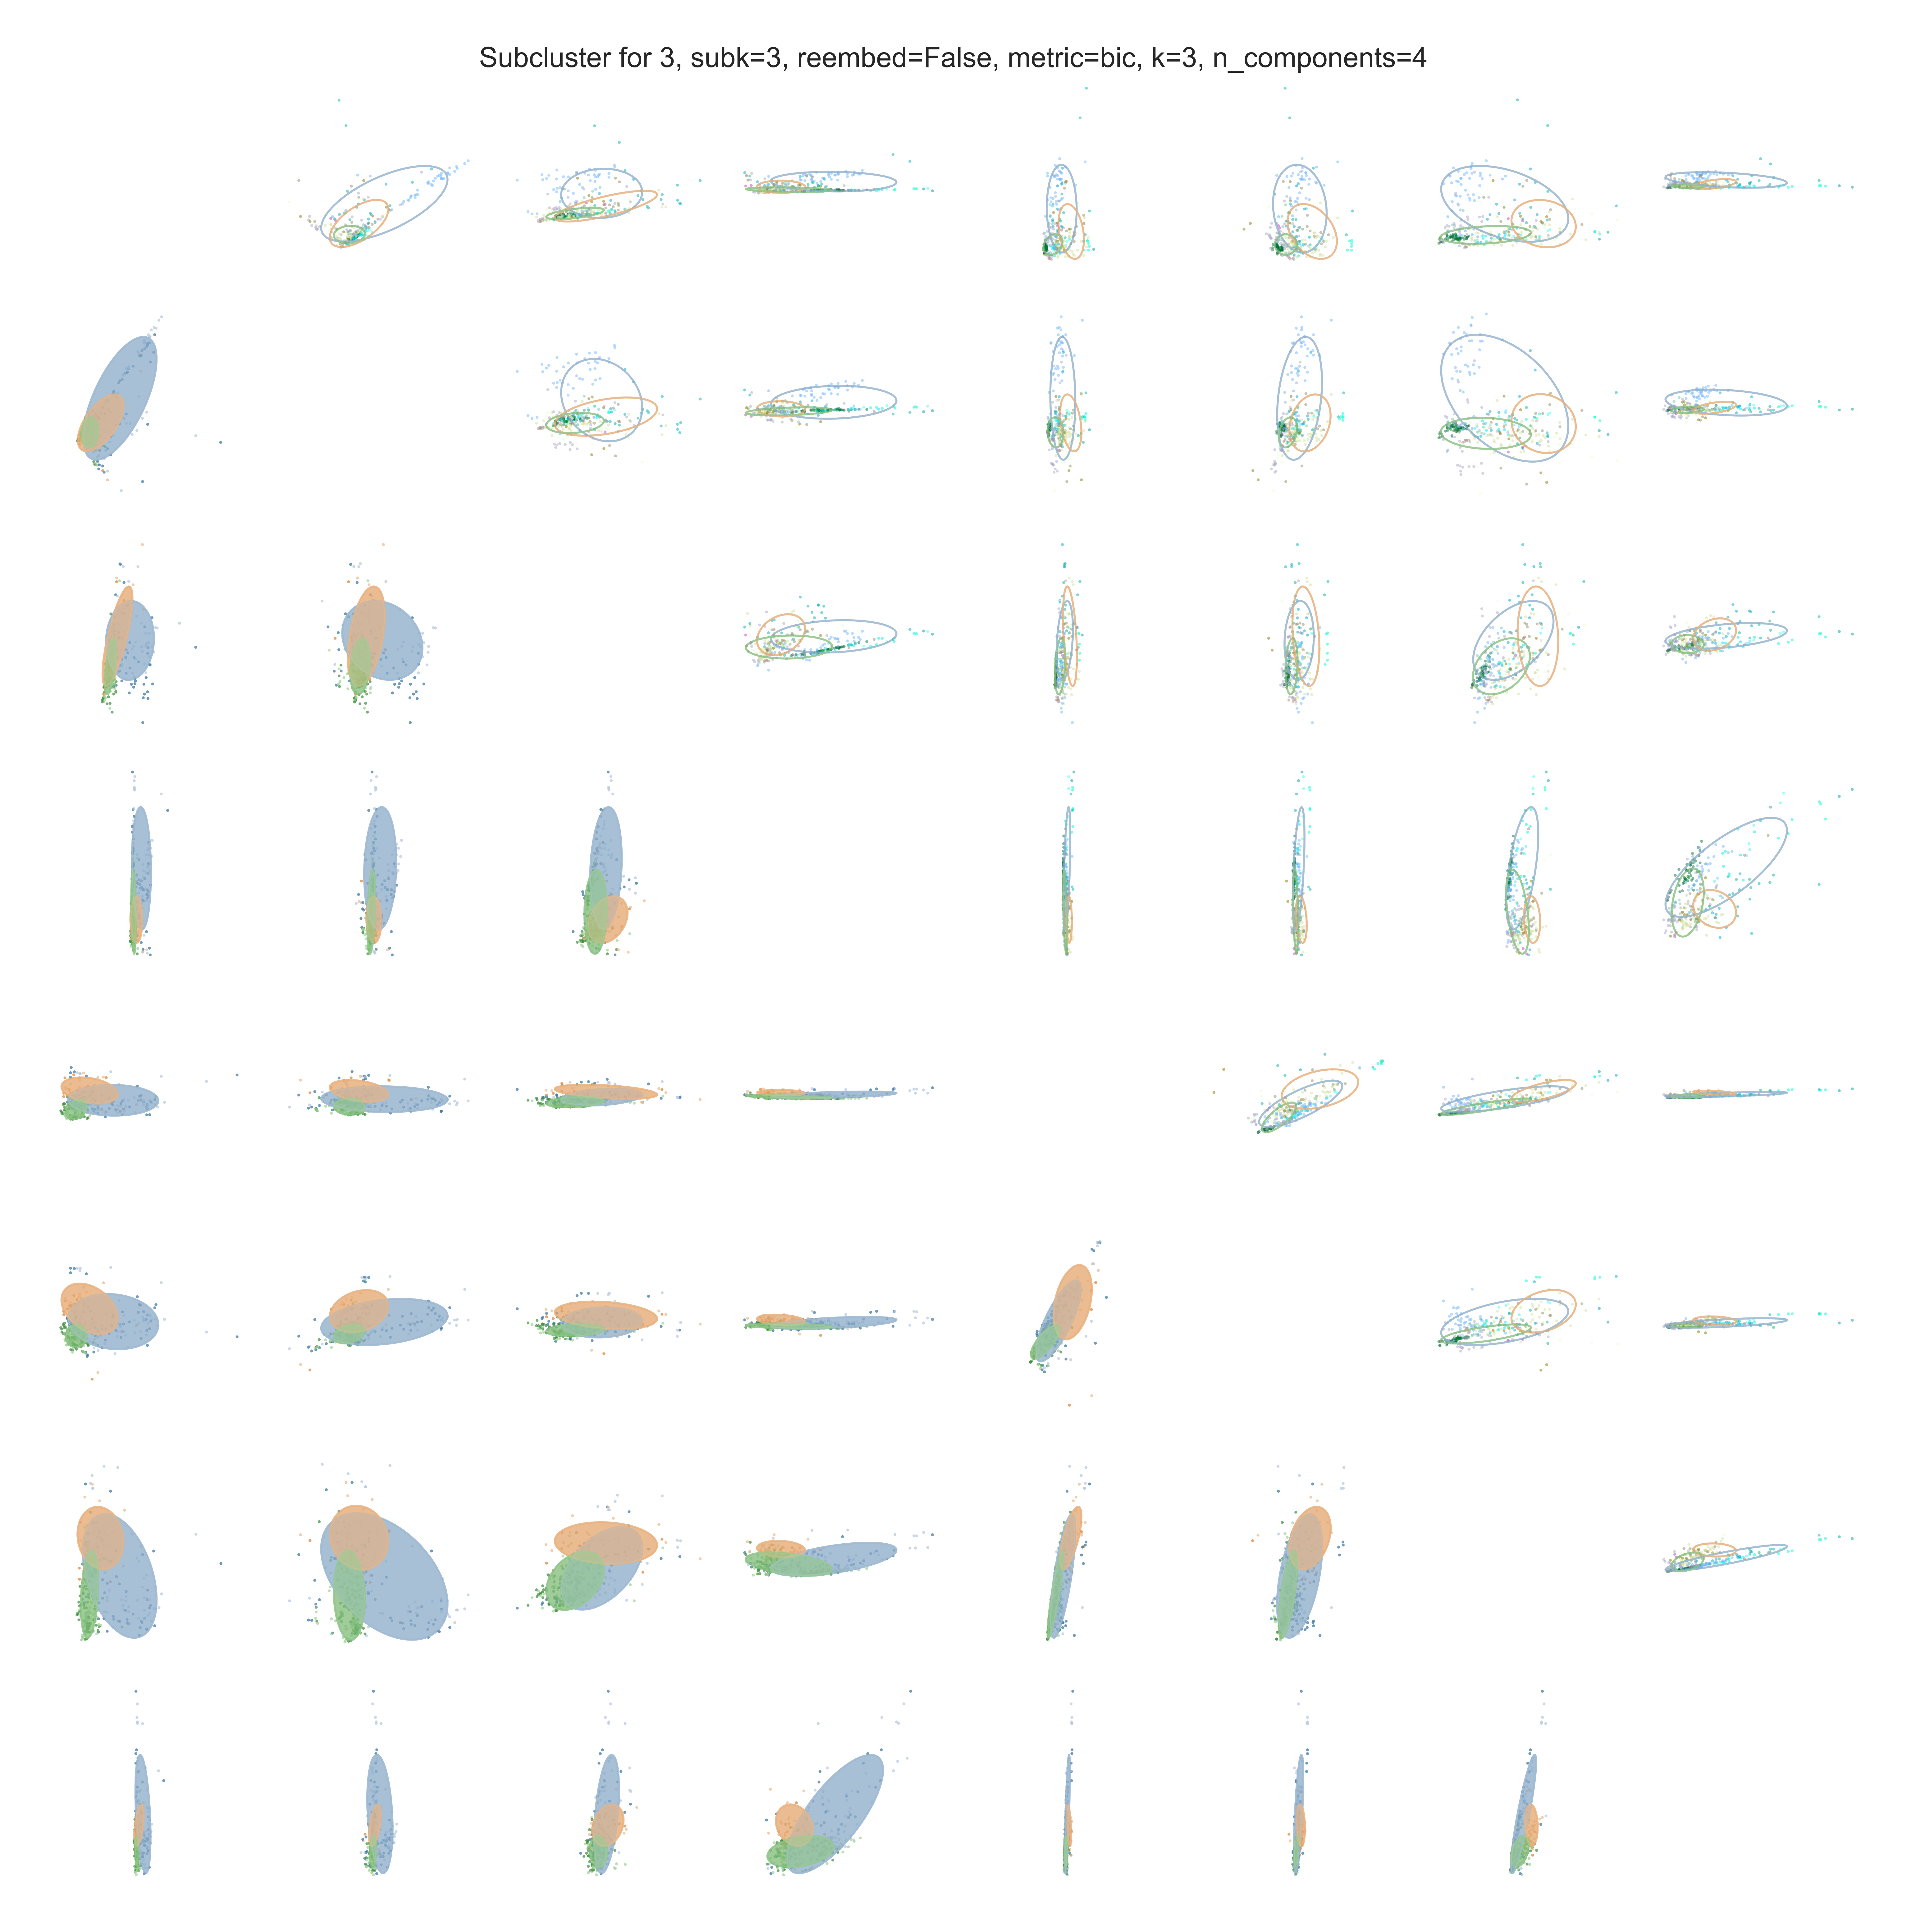 Subcluster for 3, subk=3, reembed=False, metric=bic, k=3, n_components=4